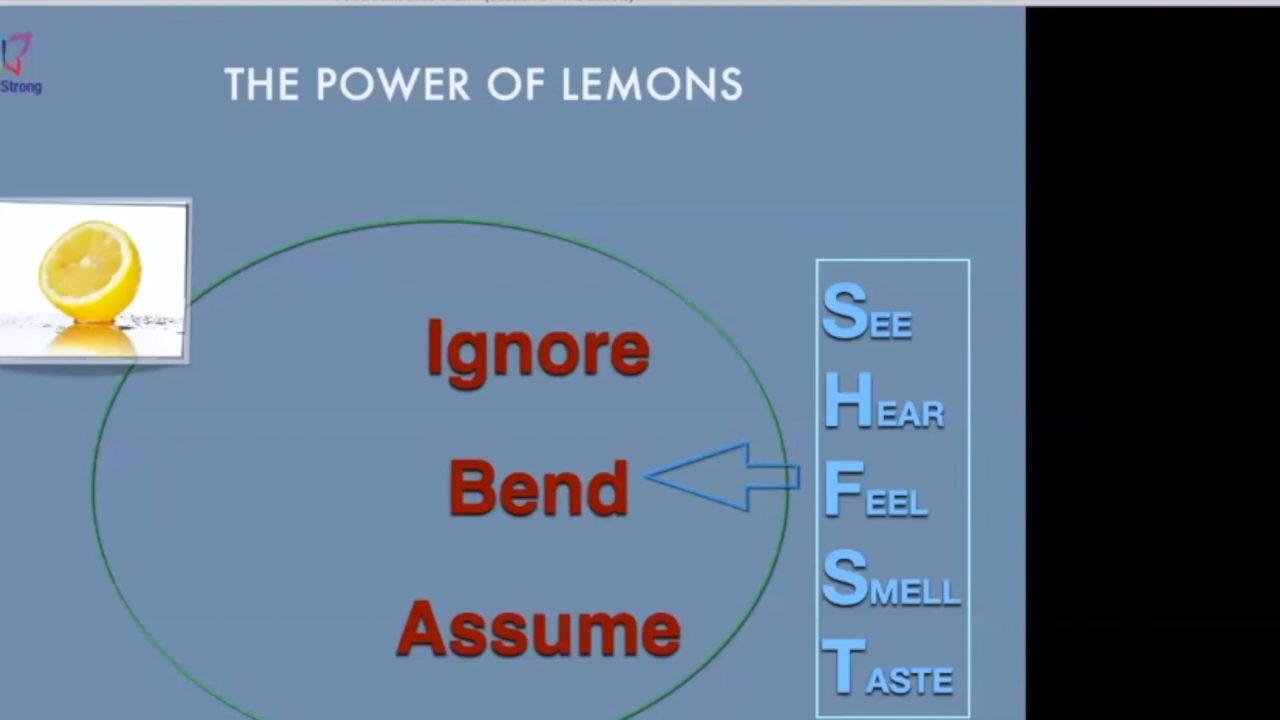 Strong
THE POWER OF LEMONS
Ignore
Bend
Assume
SEE
HEAR
FEEL
SMELL
TASTE